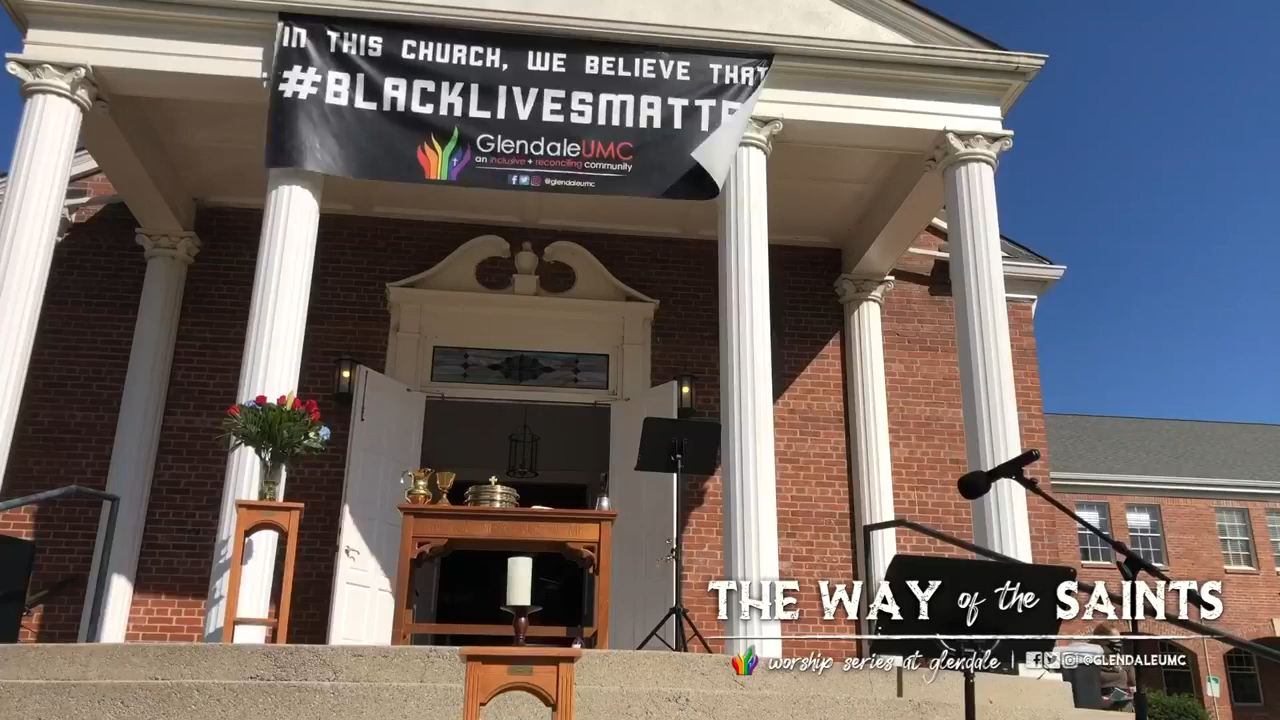 IN THIS CHURCH, WE BELIEVE THAT
#BLACKLIVESMATTE
GlendaleUMC
an inclusive + reconciling community
@glendaleumc
THE WAY of the SAINTS
worship series at glendale | @GLENDALEUMC